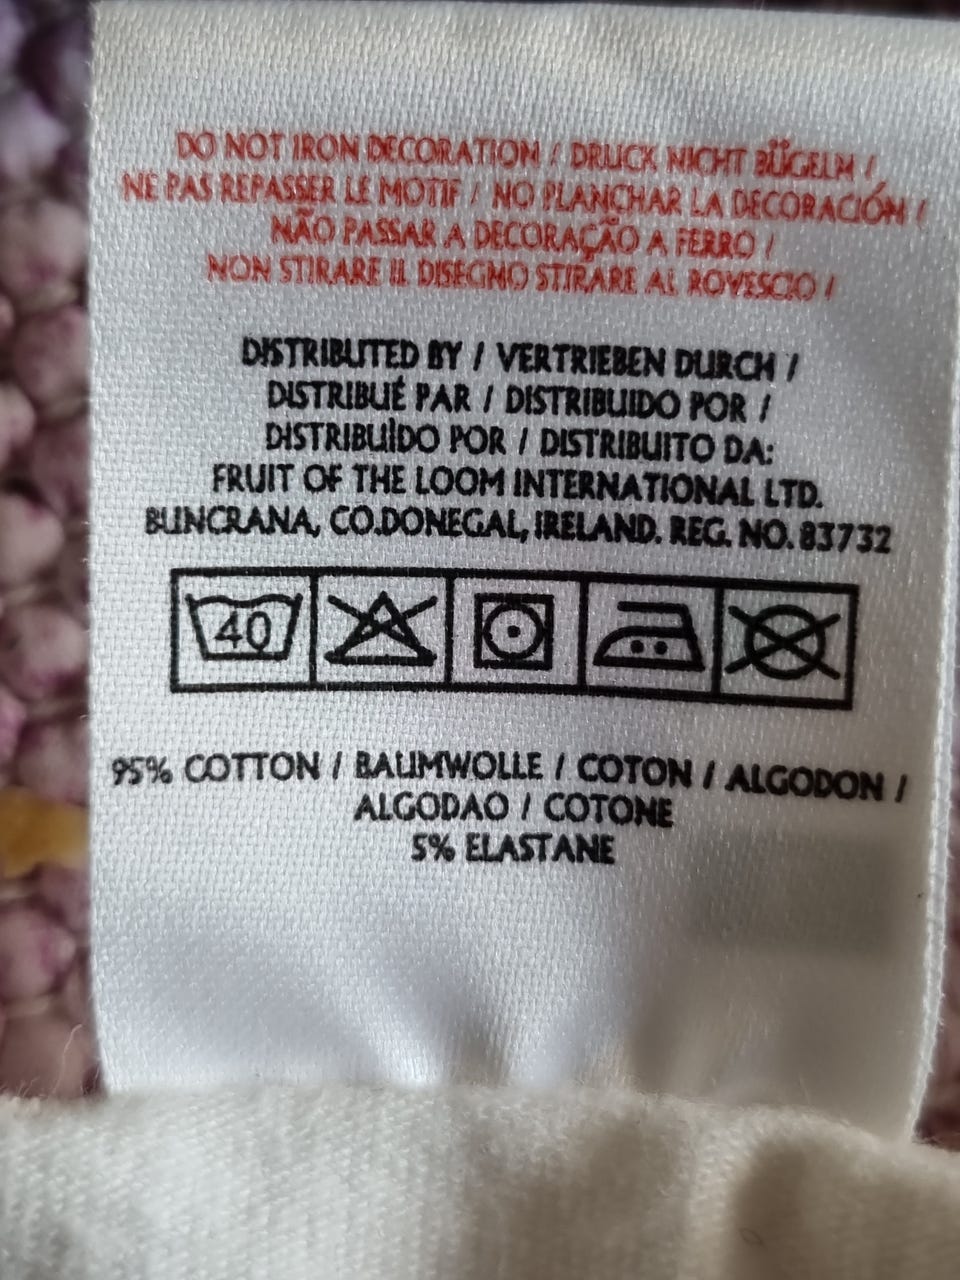 DO NOT IRON DECORATION / DRUCK NICHT BÜGELN /
NE PAS REPASSER LE MOTIF / NO PLANCHAR LA DECORACIÓN /
NÃO PASSAR A DECORAÇÃO A FERRO /
NON STIRARE IL DISEGNO STIRARE AL ROVESCIO /
DISTRIBUTED BY / VERTRIEBEN DURCH /
DISTRIBUÉ PAR / DISTRIBUIDO POR /
DISTRIBUÍDO POR / DISTRIBUITO DA:
FRUIT OF THE LOOM INTERNATIONAL LTD.
BUNCRANA, CO.DONEGAL, IRELAND. REG. NO. 83732
40
95% COTTON / BAUMWOLLE / COTON / ALGODON /
ALGODAO / COTONE
5% ELASTANE